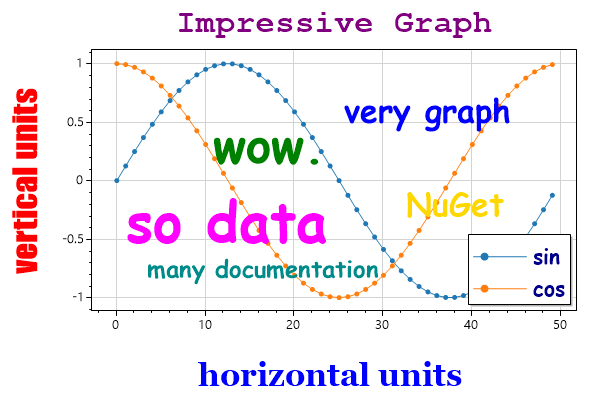 Impressive Graph
vertical units
1
0.5
0
-0.5
-1
very graph
wow.
so data
NuGet
many documentation
sin
cos
0 10 20 30 40 50
horizontal units